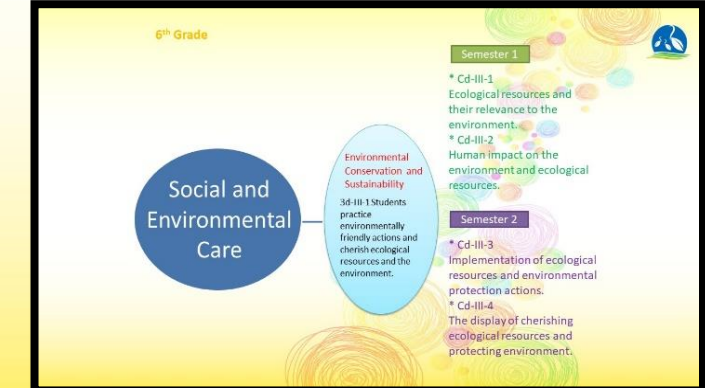 6th Grade
Social and
Environmental
Care
Environmental
Conservation and
Sustainability
3d-III-1 Students
practice
environmentally
friendly actions and
cherish ecological
resources and the
environment.
Semester 1
* Cd-III-1
Ecological resources and
their relevance to the
environment.
* Cd-III-2
Human impact on the
environment and ecological
resources.
Semester 2
* Cd-III-3
Implementation of ecological
resources and environmental
protection actions.
* Cd-III-4
The display of cherishing
ecological resources and
protecting environment.